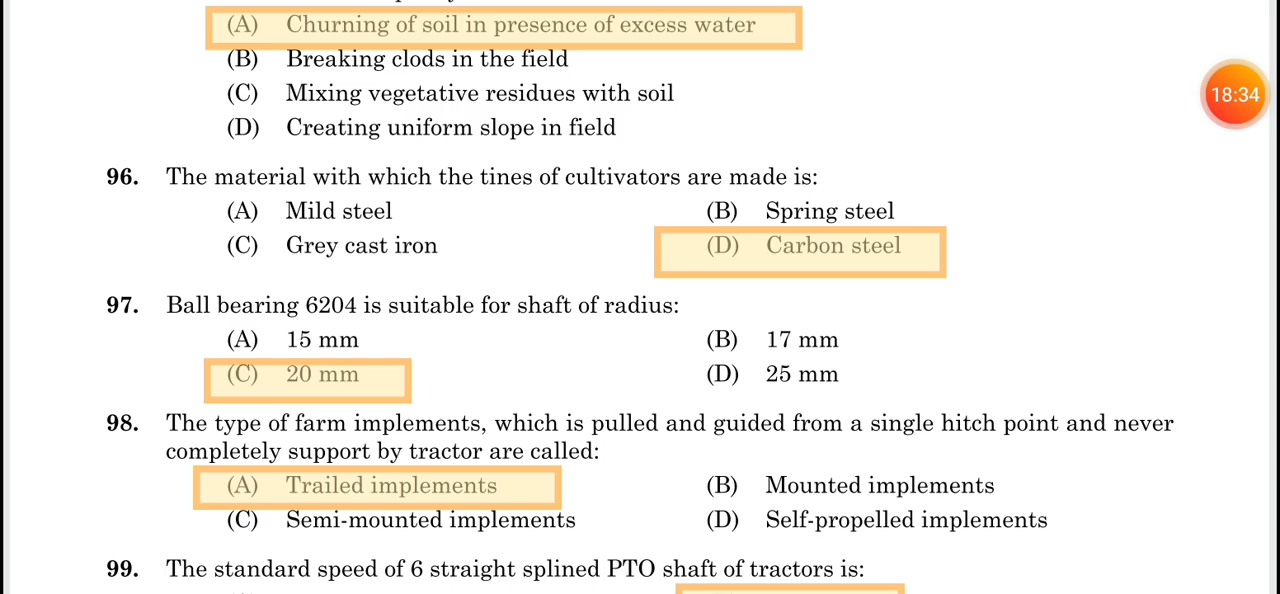 (A) Churning of soil in presence of excess water
(B) Breaking clods in the field
(C) Mixing vegetative residues with soil
(D) Creating uniform slope in field
18:34
96. The material with which the tines of cultivators are made is:
(A) Mild steel (B) Spring steel
(C) Grey cast iron (D) Carbon steel
97. Ball bearing 6204 is suitable for shaft of radius:
(A) 15 mm (B) 17 mm
(C) 20 mm (D) 25 mm
98. The type of farm implements, which is pulled and guided from a single hitch point and never
completely support by tractor are called:
(A) Trailed implements (B) Mounted implements
(C) Semi-mounted implements (D) Self-propelled implements
99. The standard speed of 6 straight splined PTO shaft of tractors is: